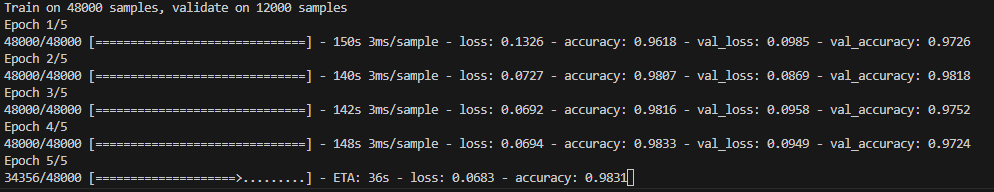 Train on 48000 samples, validate on 12000 samples
Epoch 1/5
48000/48000 [==============================] - 150s 3ms/sample - loss: 0.1326 - accuracy: 0.9618 - val_loss: 0.0985 - val_accuracy: 0.9726
Epoch 2/5
48000/48000 [==============================] - 140s 3ms/sample - loss: 0.0727 - accuracy: 0.9807 - val_loss: 0.0869 - val_accuracy: 0.9818
Epoch 3/5
48000/48000 [==============================] - 142s 3ms/sample - loss: 0.0692 - accuracy: 0.9816 - val_loss: 0.0958 - val_accuracy: 0.9752
Epoch 4/5
48000/48000 [==============================] - 148s 3ms/sample - loss: 0.0694 - accuracy: 0.9833 - val_loss: 0.0949 - val_accuracy: 0.9724
Epoch 5/5
34356/48000 [====================>.........] - ETA: 36s - loss: 0.0683 - accuracy: 0.9831